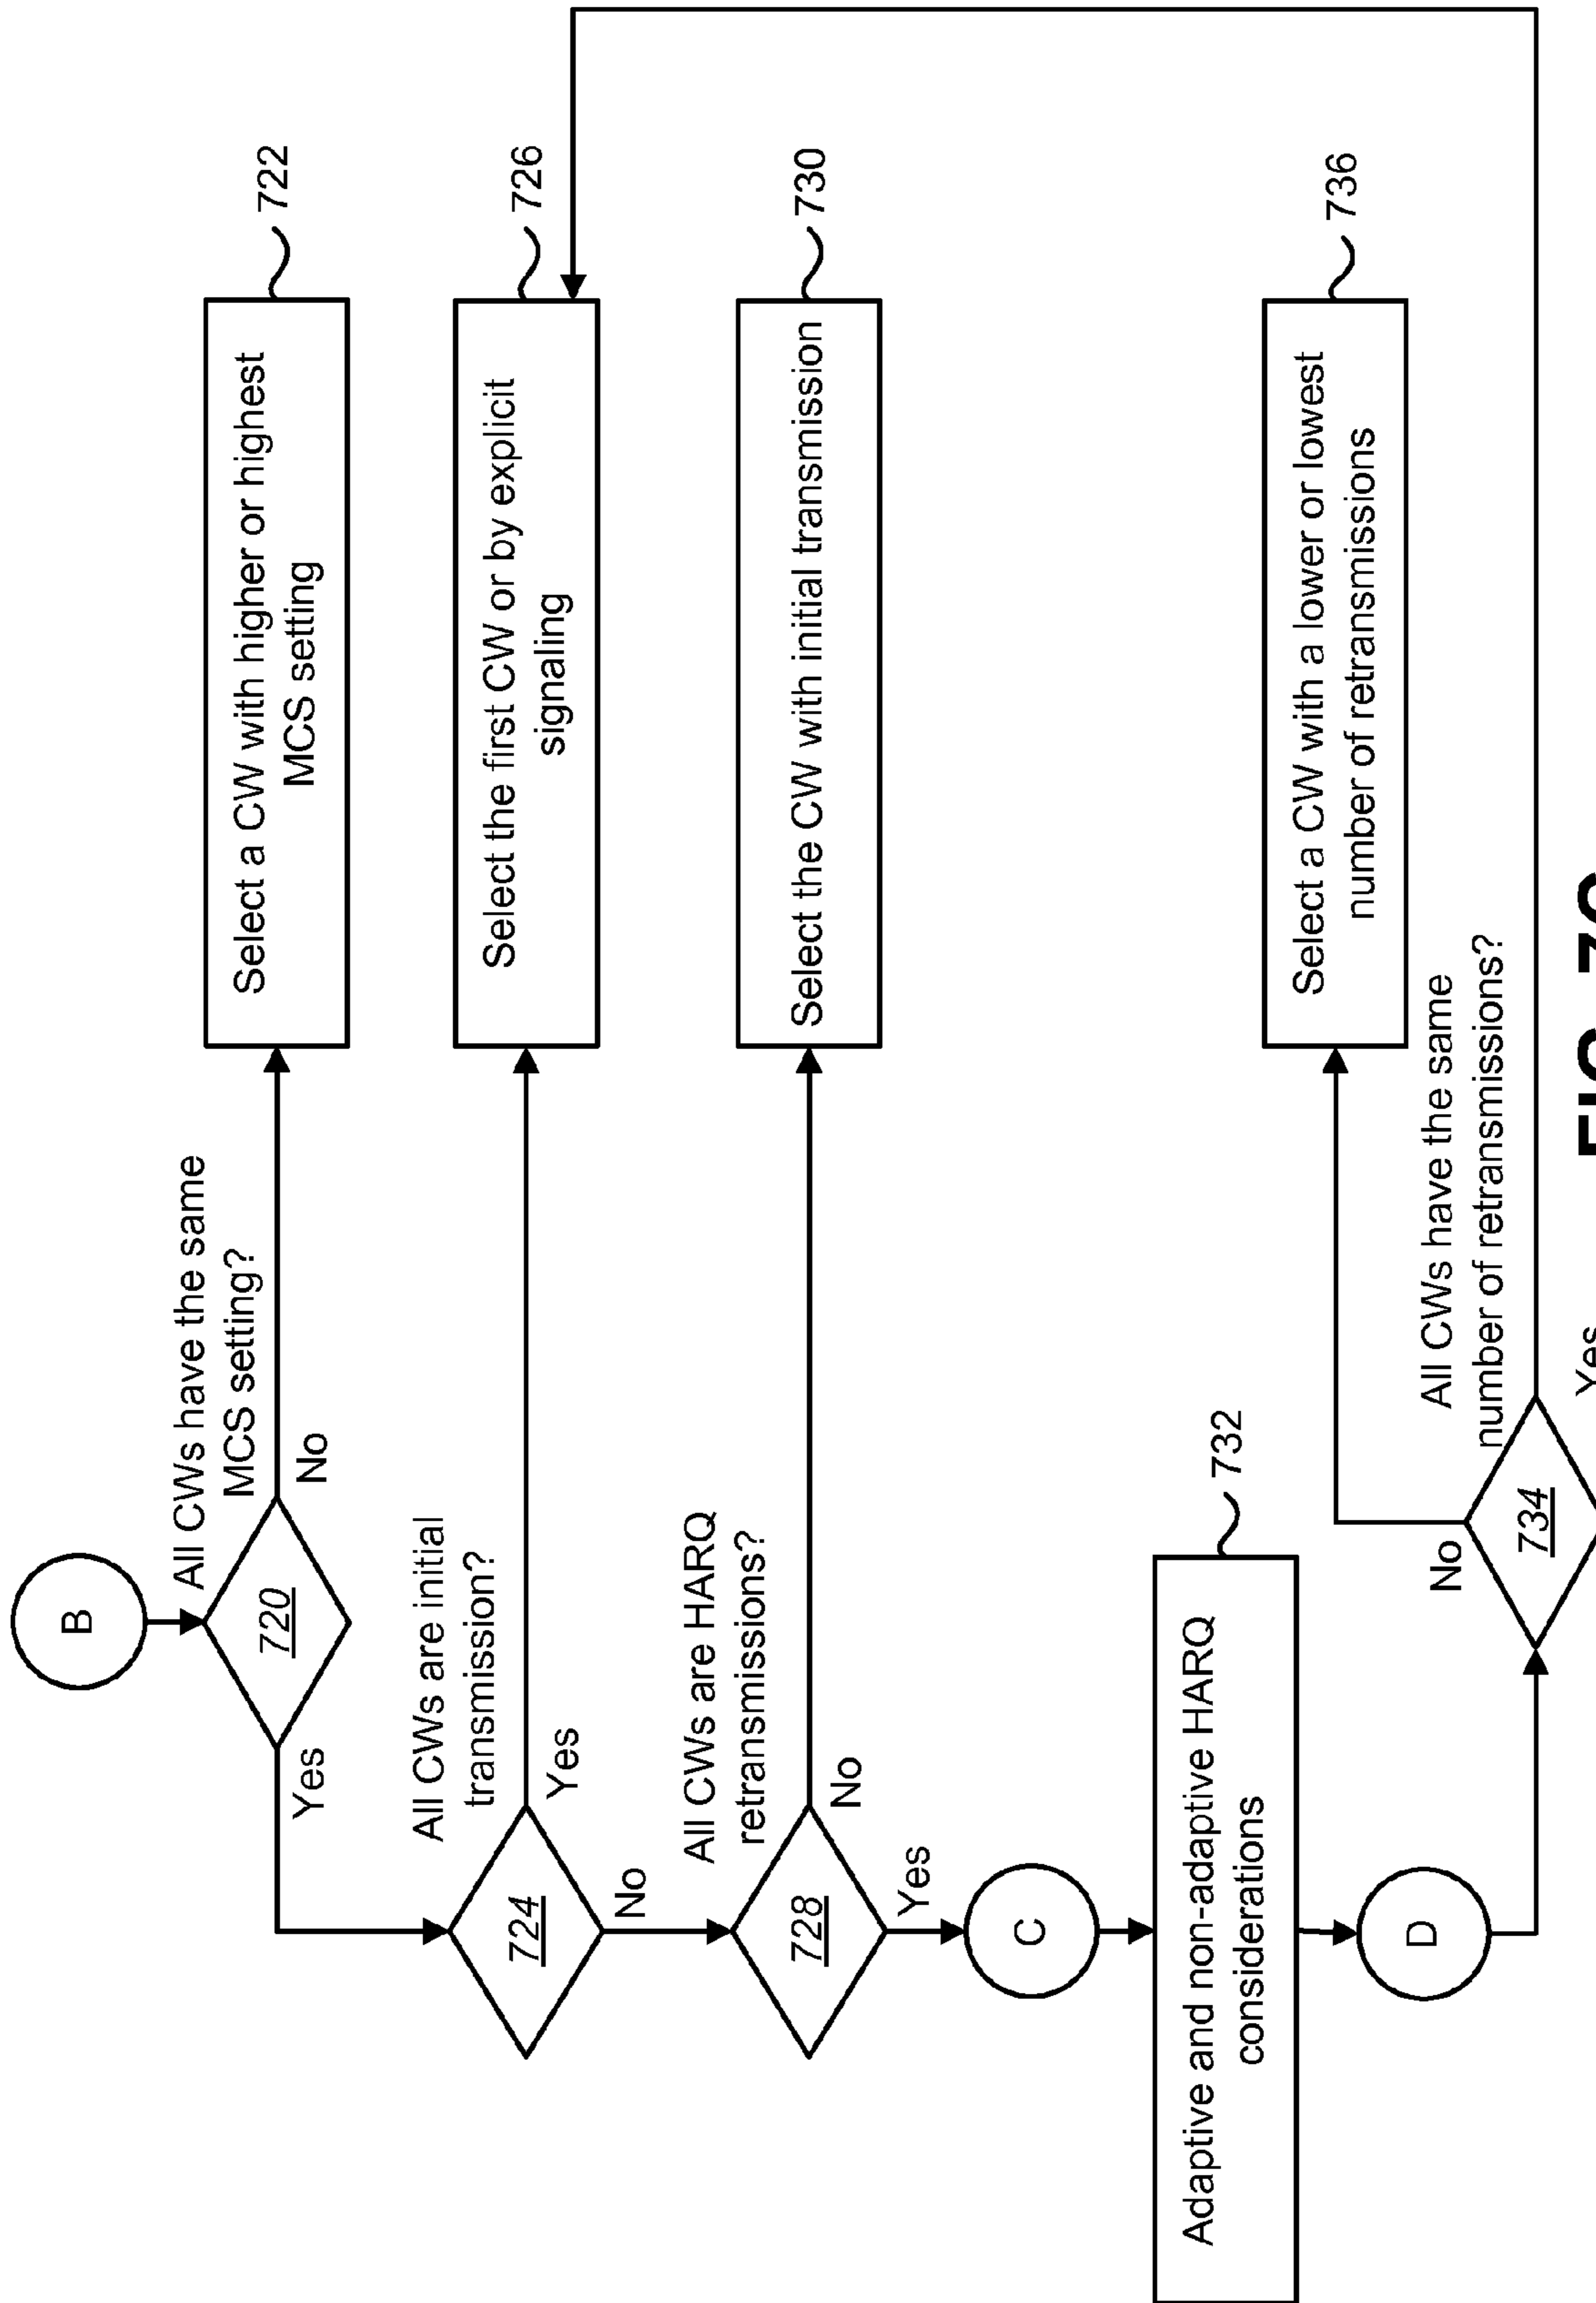 B
All CWs have the same
MCS setting?
720
No
Yes
Select a CW with higher or highest
MCS setting
722
All CWs are initial
transmission?
724
Yes
No
Select the first CW or by explicit
signaling
726
All CWs are HARQ
retransmissions?
728
No
Yes
Select the CW with initial transmission
730
C
Adaptive and non-adaptive HARQ
considerations
732
D
All CWs have the same
number of retransmissions?
734
No
Yes
Select a CW with a lower or lowest
number of retransmissions
736